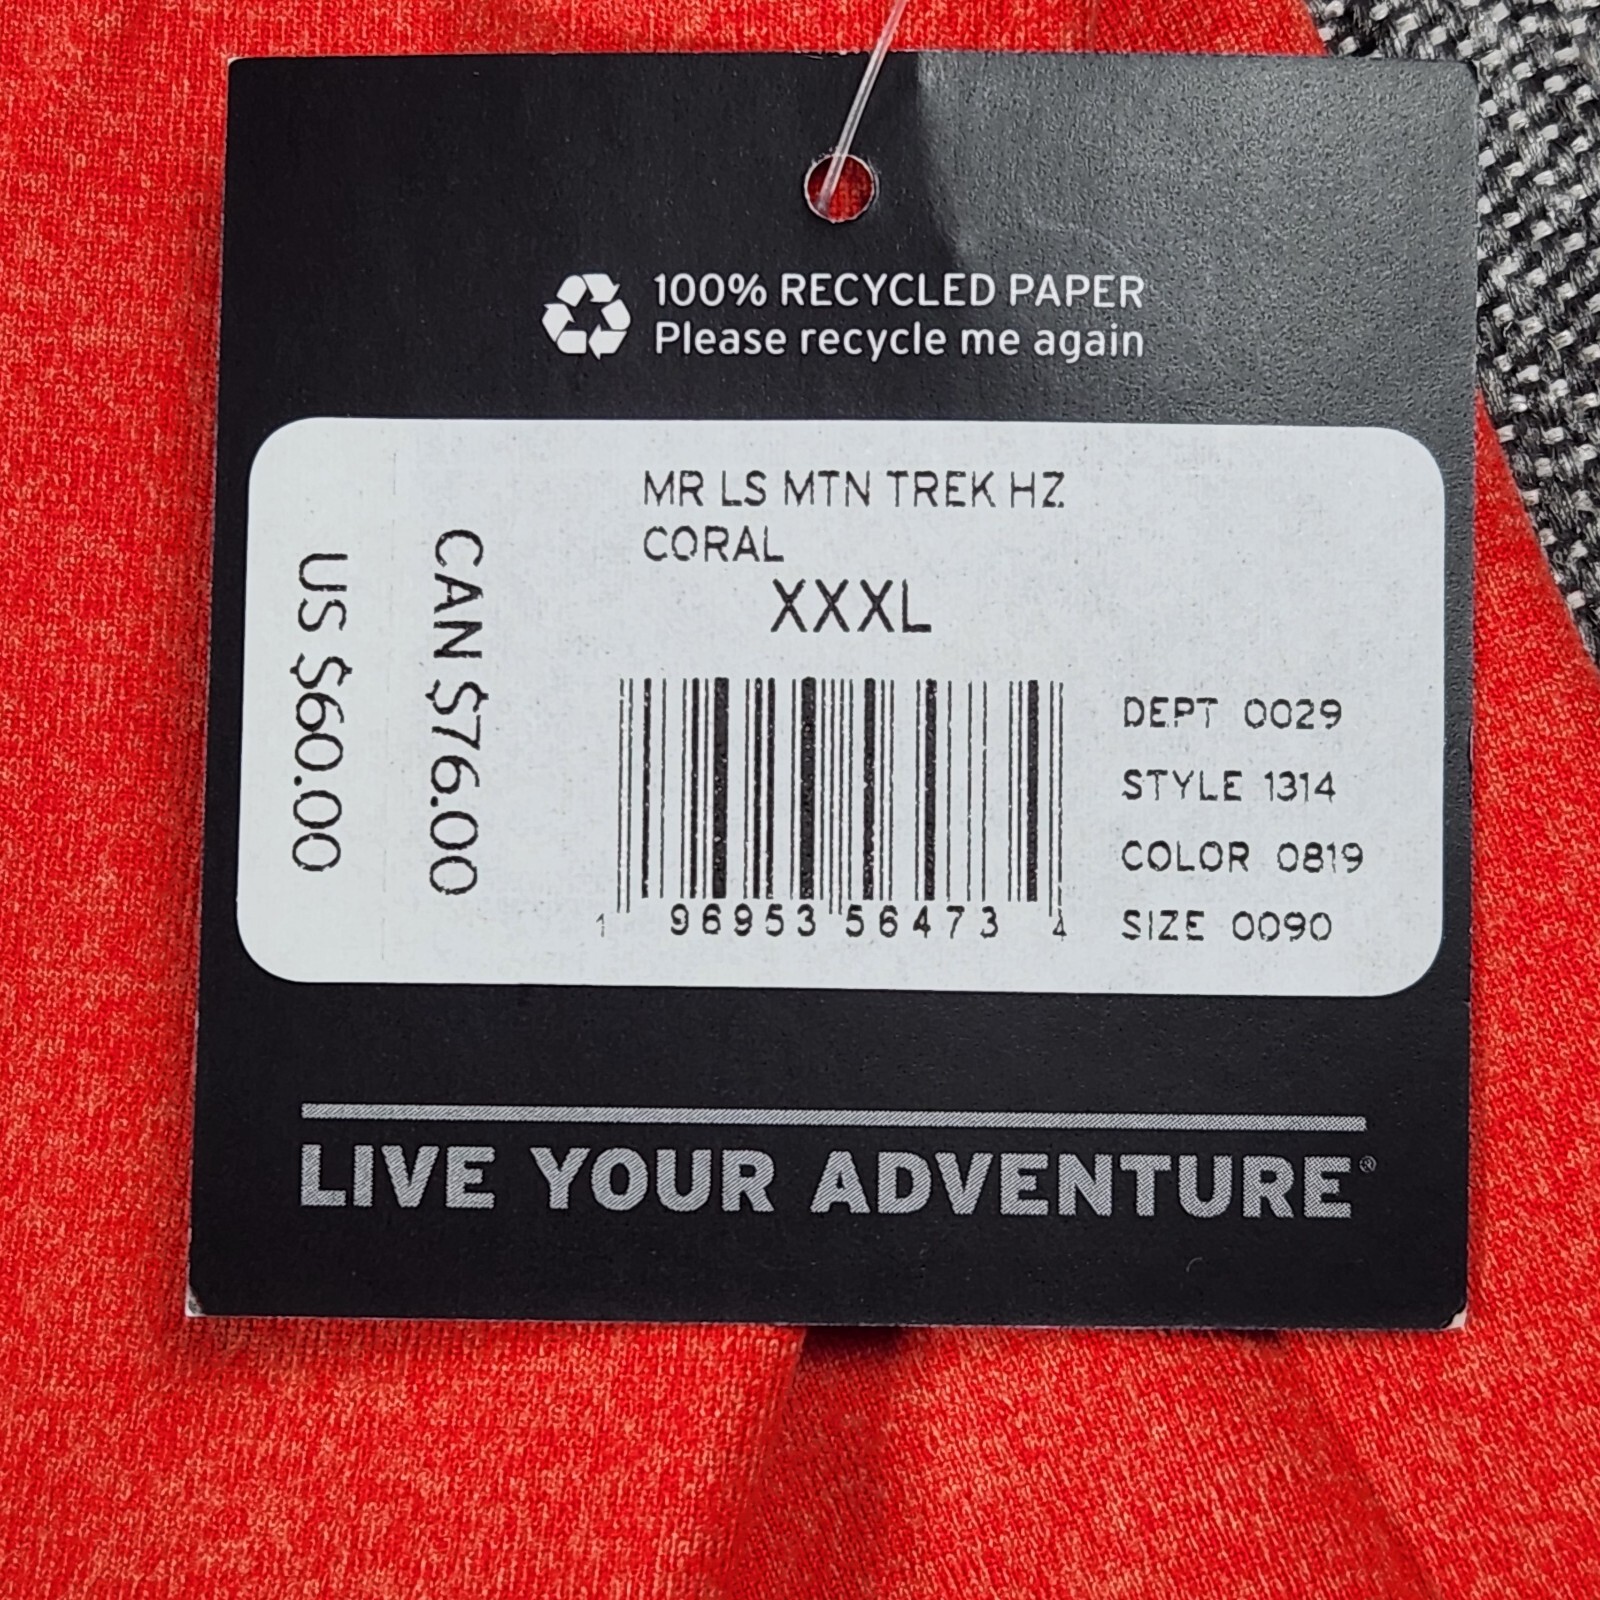 100% RECYCLED PAPER
Please recycle me again
MR LS MTN TREK HZ
CORAL
XXXL
US $60.00
CAN $76.00
1 96953 56473 4
DEPT 0029
STYLE 1314
COLOR 0819
SIZE 0090
LIVE YOUR ADVENTURE®